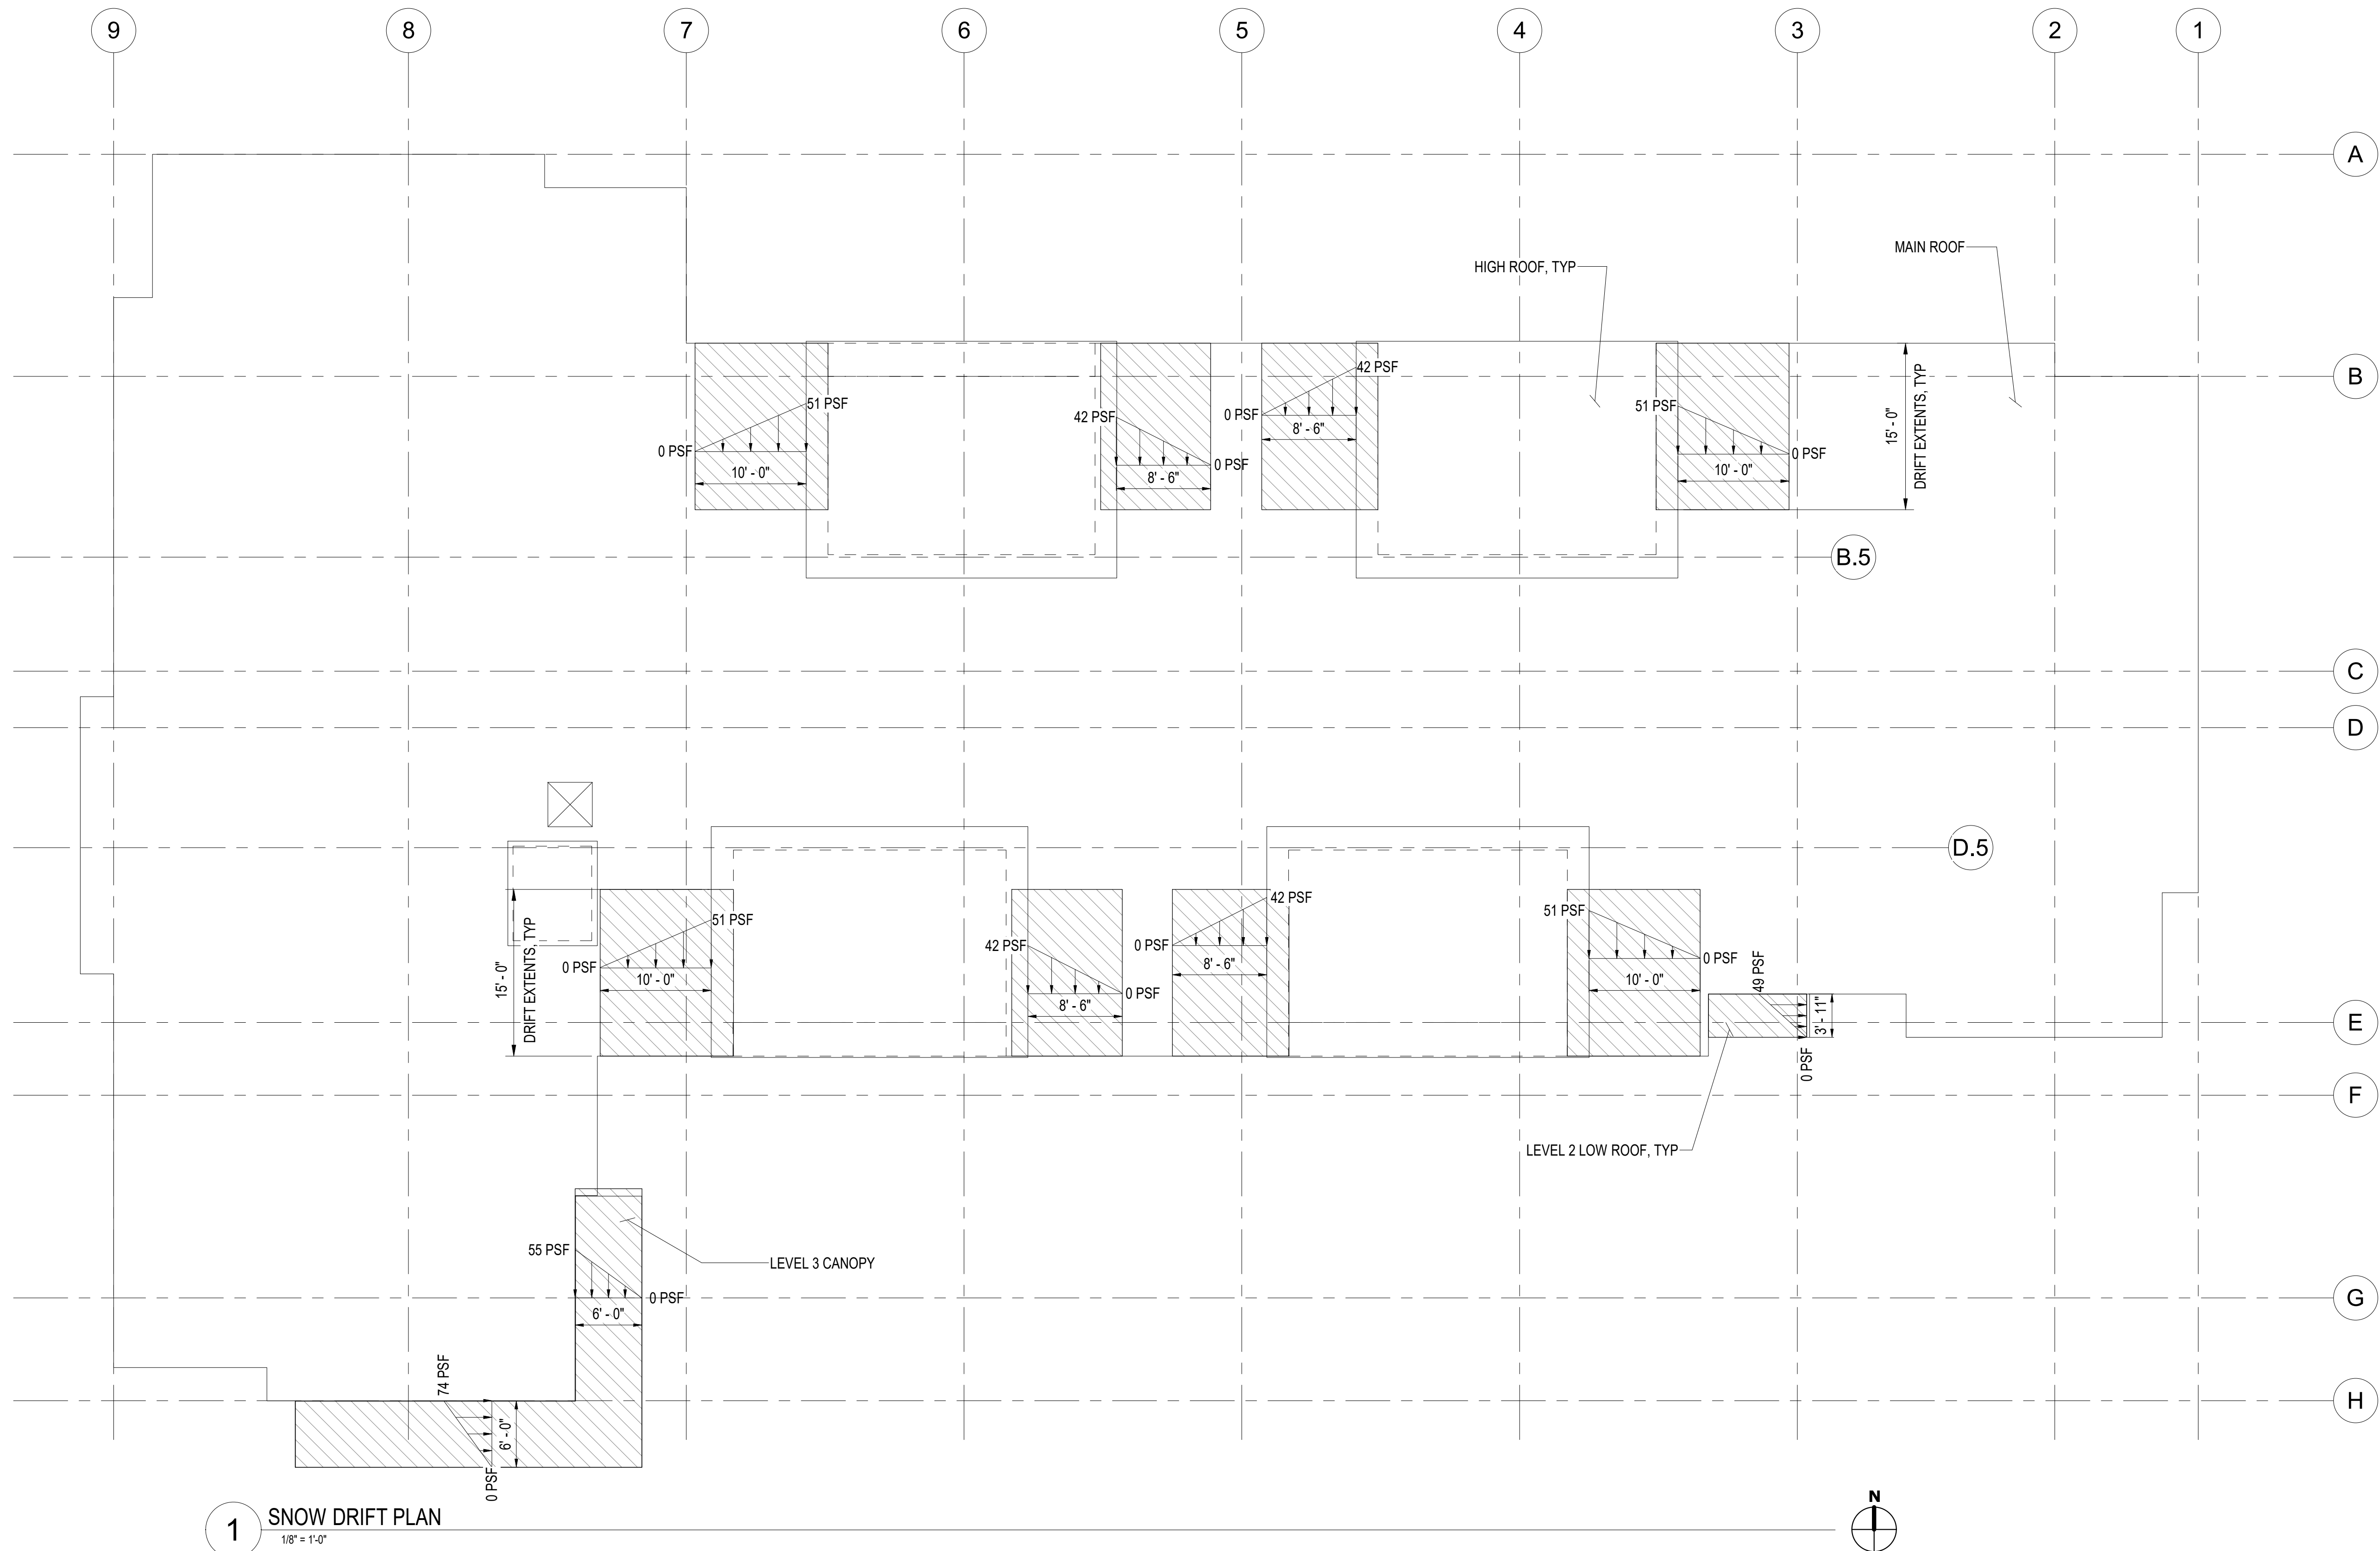 9
8
7
6
5
4
3
2
1
A
MAIN ROOF
HIGH ROOF, TYP
42 PSF
B
51 PSF
42 PSF
0 PSF
51 PSF
15' - 0"
DRIFT EXTENTS, TYP
8' - 6"
0 PSF
0 PSF
0 PSF
10' - 0"
8' - 6"
10' - 0"
B.5
C
D
D.5
42 PSF
51 PSF
51 PSF
15' - 0"
DRIFT EXTENTS, TYP
42 PSF
0 PSF
0 PSF
8' - 6"
0 PSF
10' - 0"
10' - 0"
49 PSF
0 PSF
8' - 6"
3' - 11"
E
0 PSF
F
LEVEL 2 LOW ROOF, TYP
55 PSF
LEVEL 3 CANOPY
0 PSF
G
6' - 0"
74 PSF
H
6' - 0"
0 PSF
N
1
SNOW DRIFT PLAN
1/8" = 1'-0"